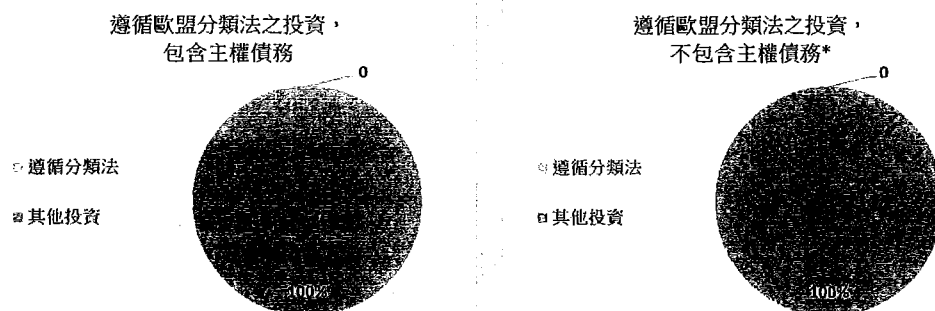 遵循歐盟分類法之投資，
包含主權債務
0
遵循分類法
其他投資
100%
遵循歐盟分類法之投資，
不包含主權債務*
0
遵循分類法
其他投資
100%